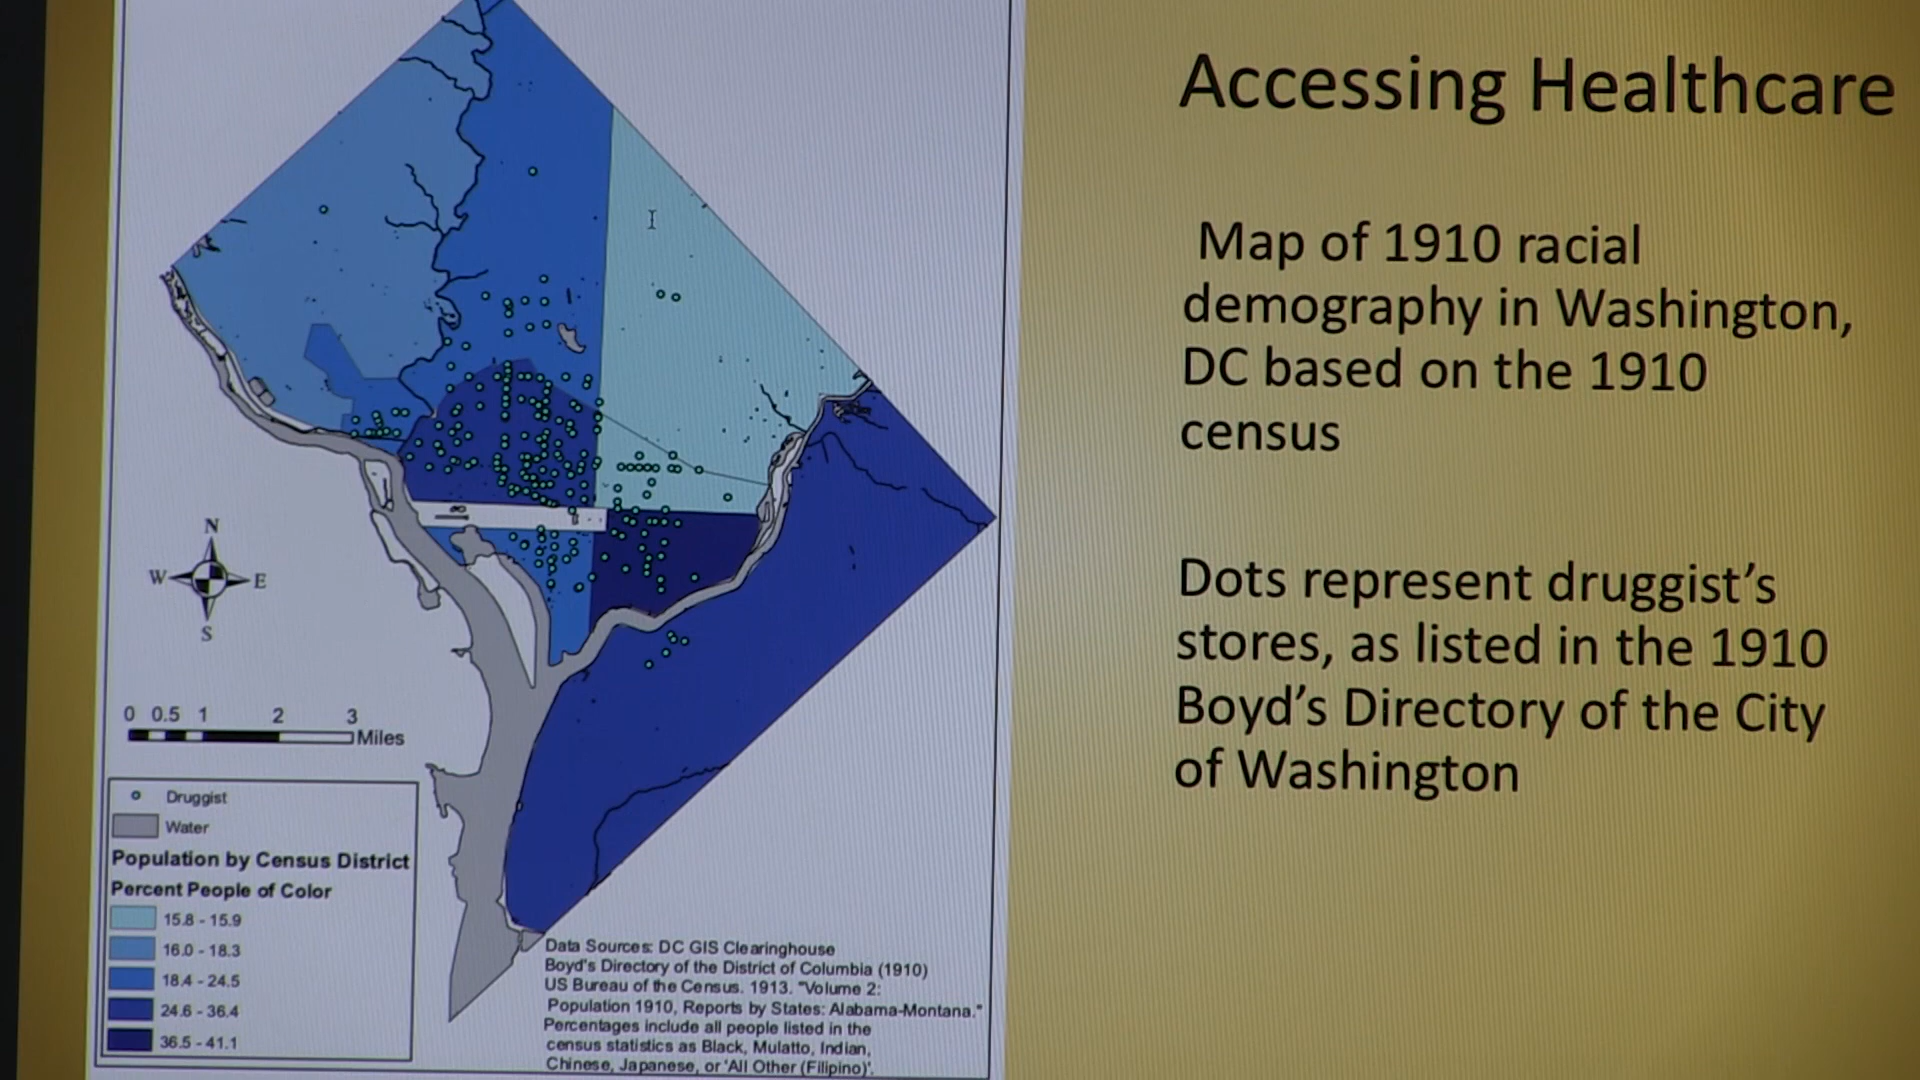 Accessing Healthcare
Map of 1910 racial
demography in Washington,
DC based on the 1910
census
Dots represent druggist's
stores, as listed in the 1910
Boyd's Directory of the City
of Washington
N
W E
S
0 0.5 1 2 3
Miles
Druggist
Water
Population by Census District
Percent People of Color
15.8 - 15.9
16.0 - 18.3
18.4 - 24.5
24.6 - 36.4
36.5 - 41.1
Data Sources: DC GIS Clearinghouse
Boyd's Directory of the District of Columbia (1910)
US Bureau of the Census. 1913. "Volume 2:
Population 1910, Reports by States: Alabama-Montana."
Percentages include all people listed in the
census statistics as Black, Mulatto, Indian,
Chinese, Japanese, or 'All Other (Filipino)'.